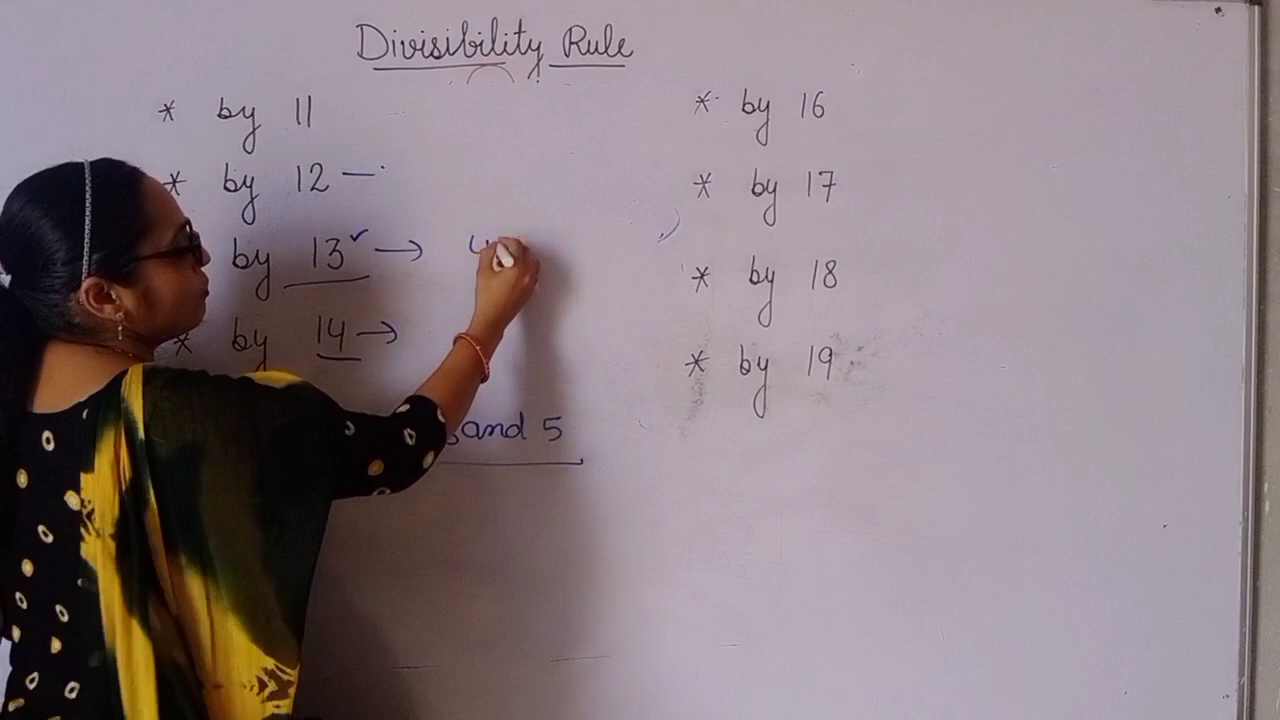 Divisibility Rule
* by 11
* by 12 —
by 13 ✓ →
* by 14 →
and 5
* by 16
* by 17
* by 18
* by 19